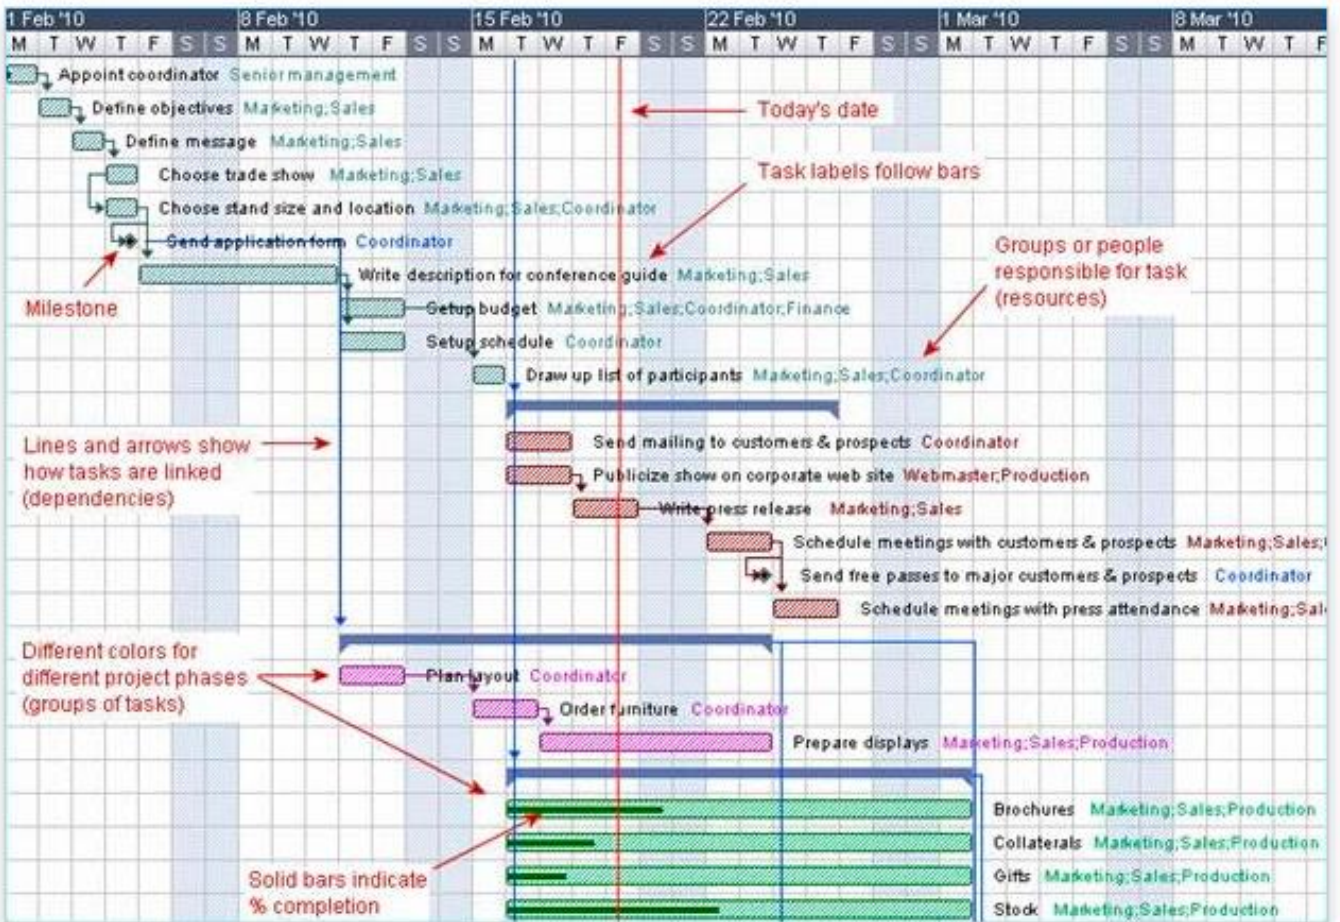 1 Feb '10 8 Feb '10 15 Feb '10 22 Feb '10 1 Mar '10 8 Mar '10
M T W T F S S M T W T F S S M T W T F S S M T W T F S S M T W T F S S M T W T F
Appoint coordinator Senior management
Define objectives Marketing;Sales
Today's date
Define message Marketing;Sales
Choose trade show Marketing;Sales
Task labels follow bars
Choose stand size and location Marketing;Sales;Coordinator
Send application form Coordinator
Groups or people
responsible for task
(resources)
Write description for conference guide Marketing;Sales
Milestone
Setup budget Marketing;Sales;Coordinator;Finance
Setup schedule Coordinator
Draw up list of participants Marketing;Sales;Coordinator
Lines and arrows show
how tasks are linked
(dependencies)
Send mailing to customers & prospects Coordinator
Publicize show on corporate web site Webmaster;Production
Write press release Marketing;Sales
Schedule meetings with customers & prospects Marketing;Sales;
Send free passes to major customers & prospects Coordinator
Schedule meetings with press attendance Marketing;Sal
Different colors for
different project phases
(groups of tasks)
Plan layout Coordinator
Order furniture Coordinator
Prepare displays Marketing;Sales;Production
Brochures Marketing;Sales;Production
Collaterals Marketing;Sales;Production
Gifts Marketing;Sales;Production
Solid bars indicate
% completion
Stock Marketing;Sales;Production